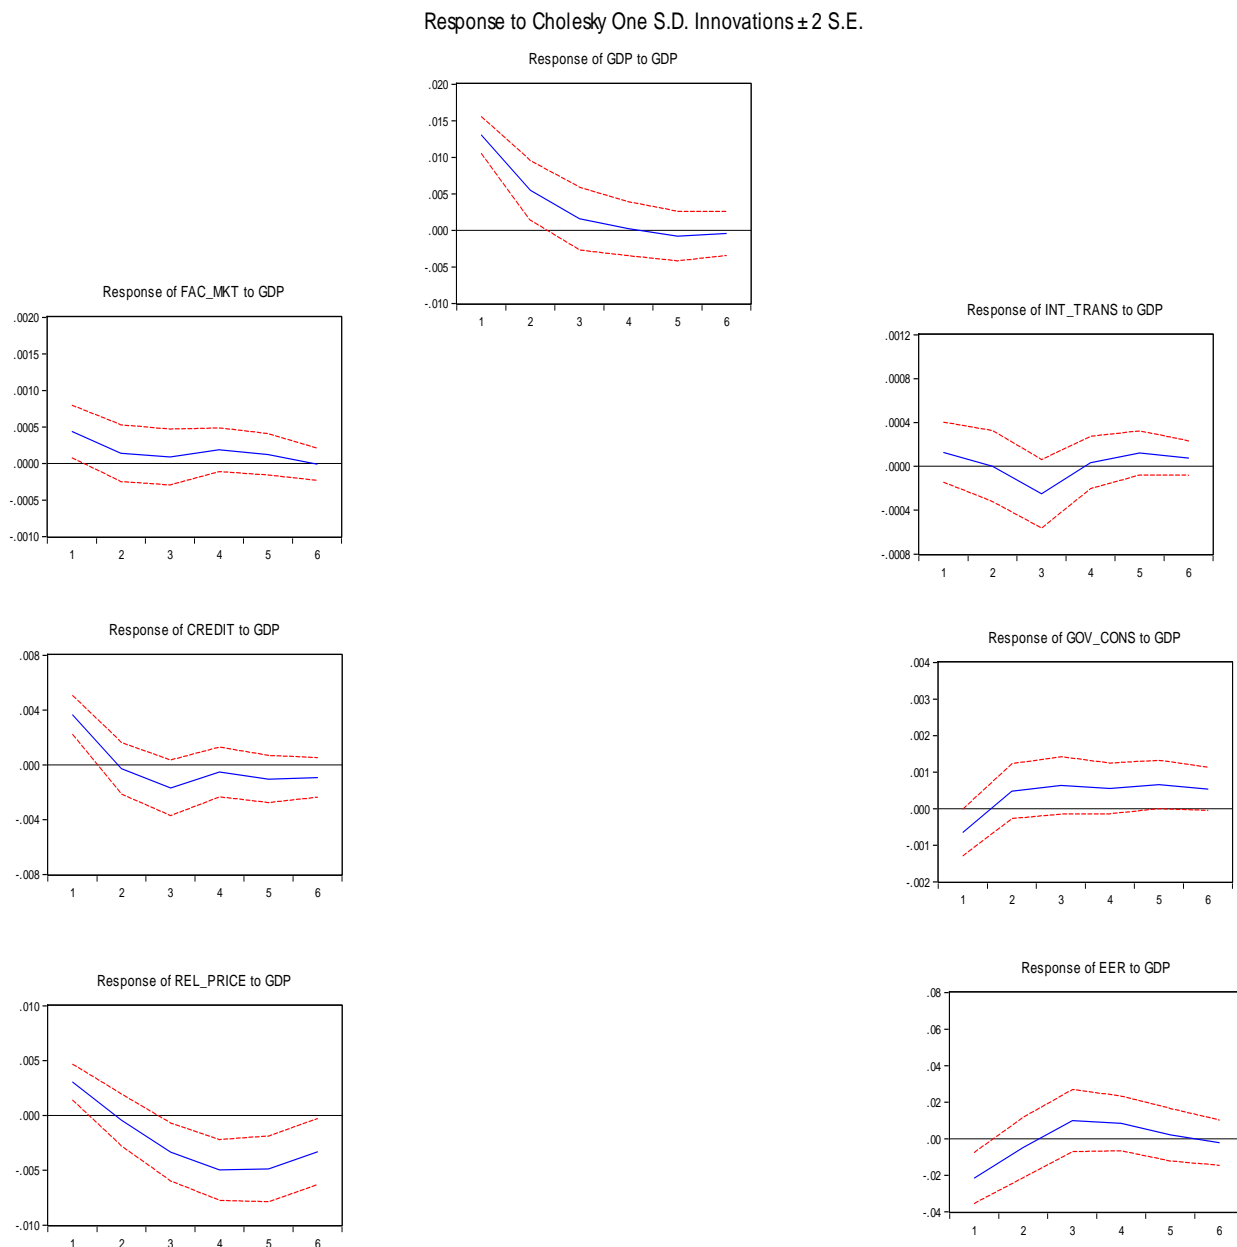 Response to Cholesky One S.D. Innovations ± 2 S.E.
Response of GDP to GDP
.020
.015
.010
.005
.000
-.005
-.010
1 2 3 4 5 6
Response of FAC_MKT to GDP
.0020
.0015
.0010
.0005
.0000
-.0005
-.0010
1 2 3 4 5 6
Response of INT_TRANS to GDP
.0012
.0008
.0004
.0000
-.0004
-.0008
1 2 3 4 5 6
Response of CREDIT to GDP
.008
.004
.000
-.004
-.008
1 2 3 4 5 6
Response of GOV_CONS to GDP
.004
.003
.002
.001
.000
-.001
-.002
1 2 3 4 5 6
Response of REL_PRICE to GDP
.010
.005
.000
-.005
-.010
1 2 3 4 5 6
Response of EER to GDP
.08
.06
.04
.02
.00
-.02
-.04
1 2 3 4 5 6